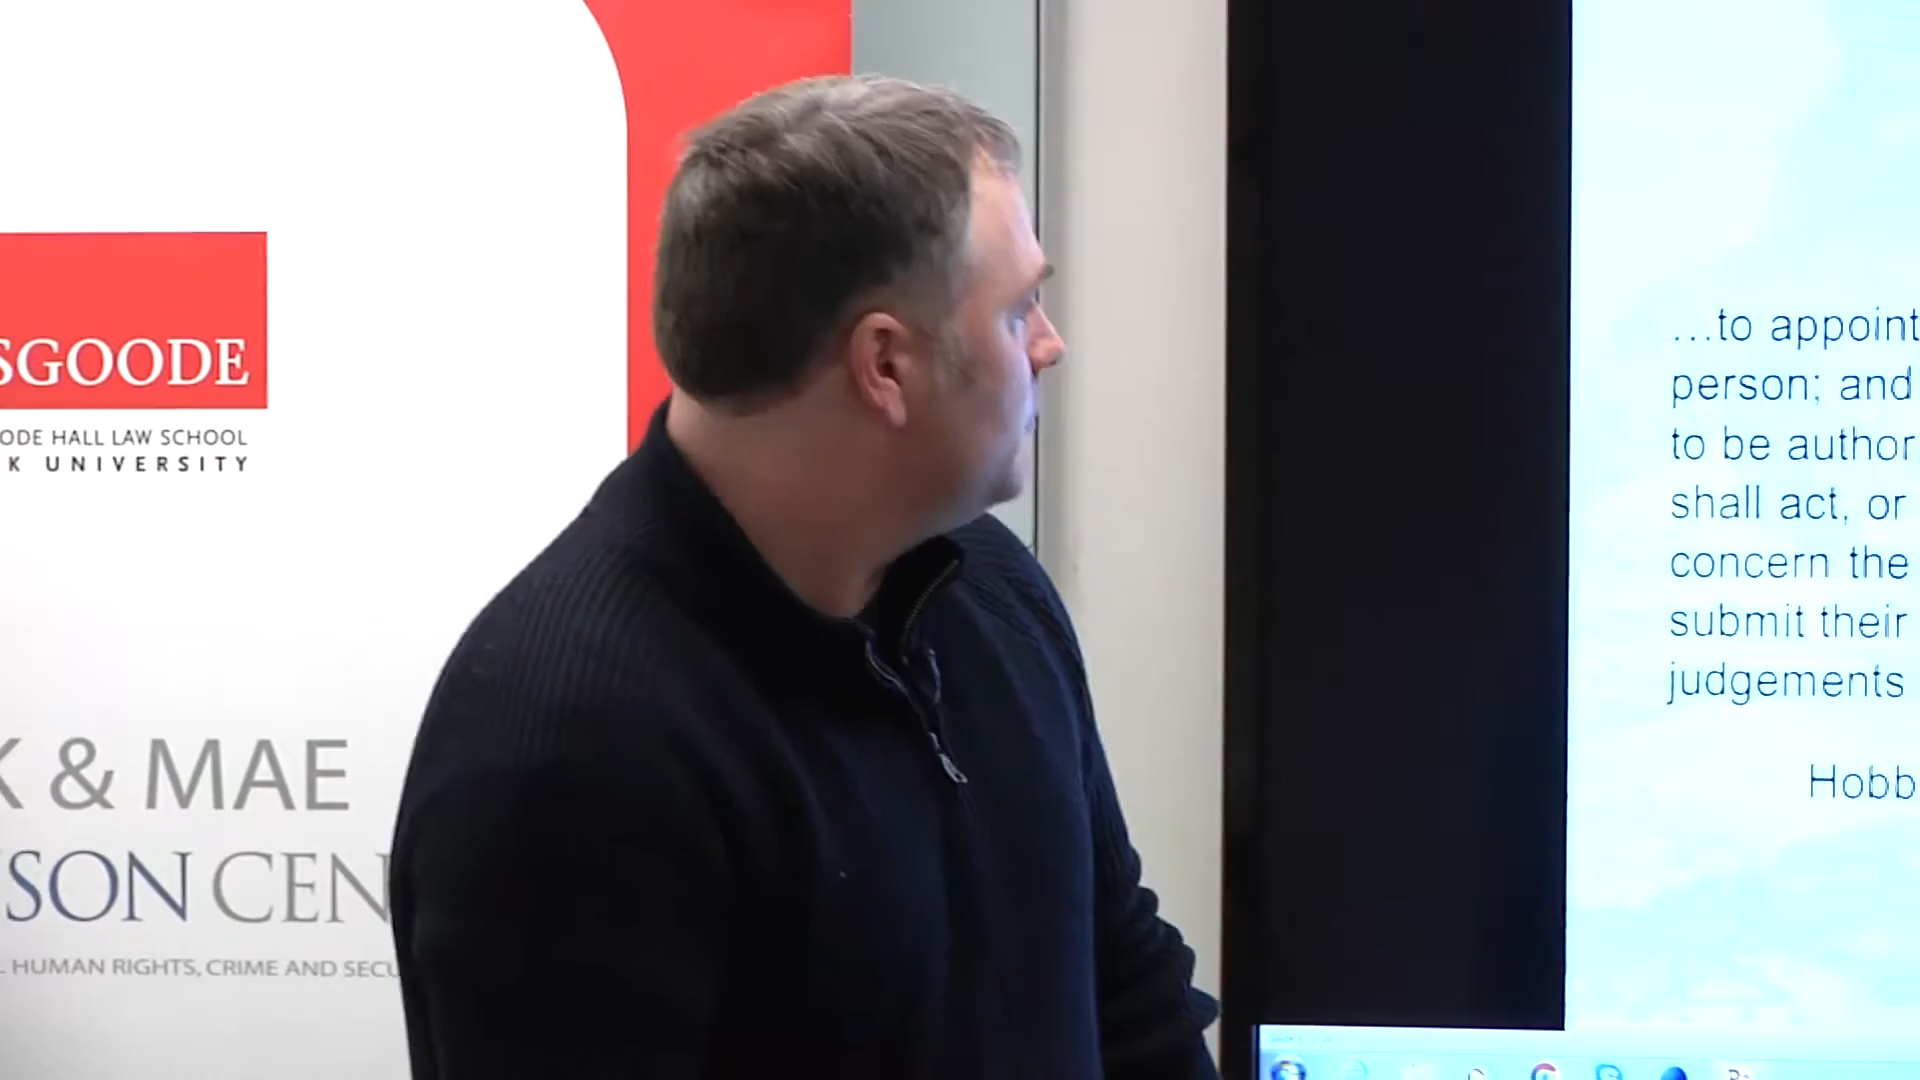 SGOODE
ODE HALL LAW SCHOOL
K UNIVERSITY
K & MAE
SON CEN
L HUMAN RIGHTS, CRIME AND SECU
...to appoint
person; and
to be author
shall act, or
concern the
submit their
judgements
Hobb